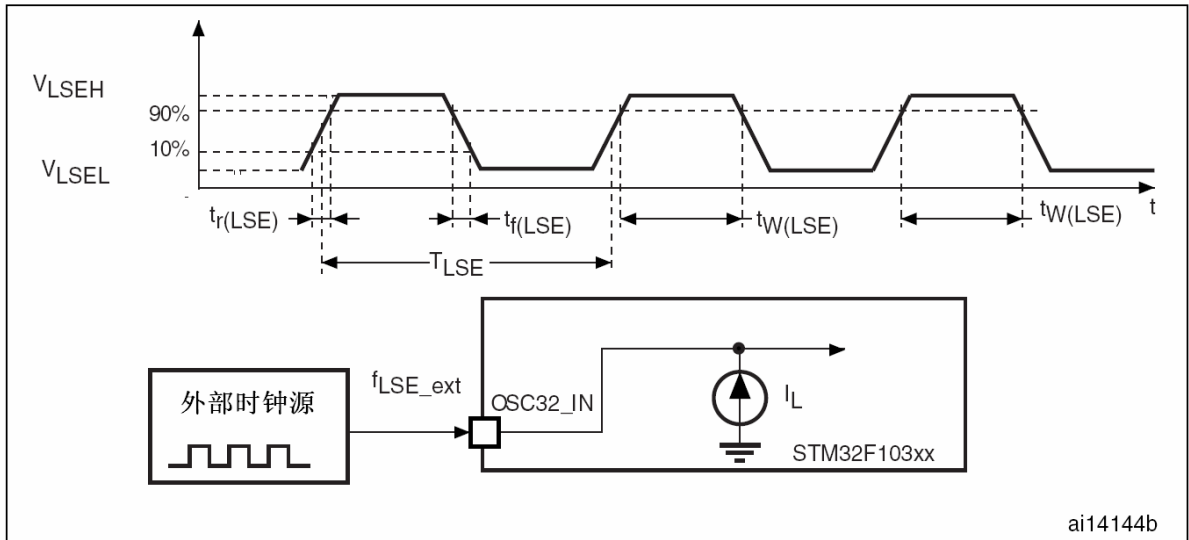 VLSEH
90%
10%
VLSEL
tr(LSE)
tf(LSE)
tW(LSE)
tW(LSE)
t
TLSE
外部时钟源
fLSE_ext
OSC32_IN
IL
STM32F103xx
ai14144b